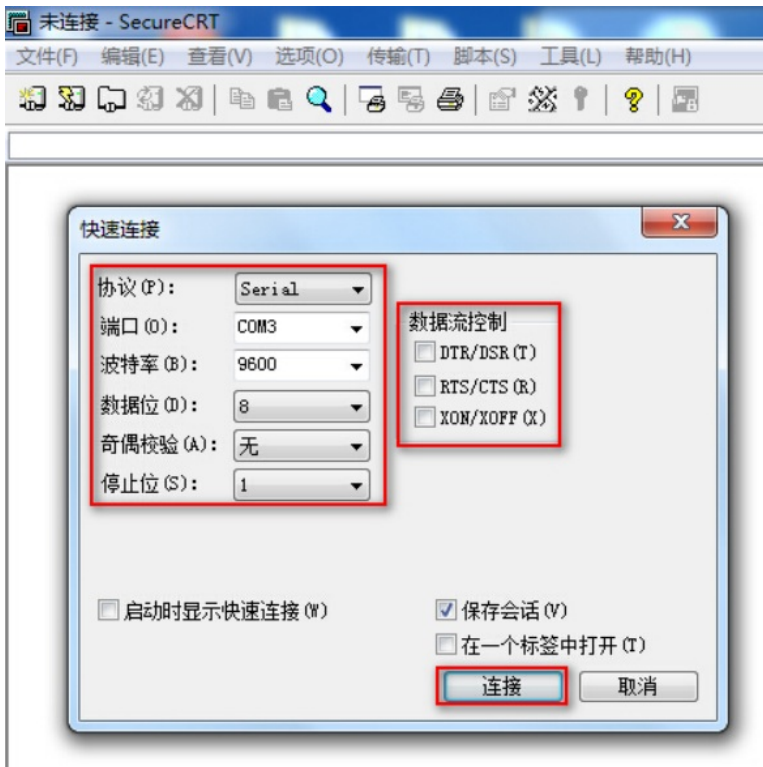 未连接 - SecureCRT
文件(F) 编辑(E) 查看(V) 选项(O) 传输(T) 脚本(S) 工具(L) 帮助(H)
快速连接
协议(P): Serial
端口(O): COM3
波特率(B): 9600
数据位(D): 8
奇偶校验(A): 无
停止位(S): 1
数据流控制
DTR/DSR(T)
RTS/CTS(R)
XON/XOFF(X)
启动时显示快速连接(W)
保存会话(V)
在一个标签中打开(T)
连接 取消